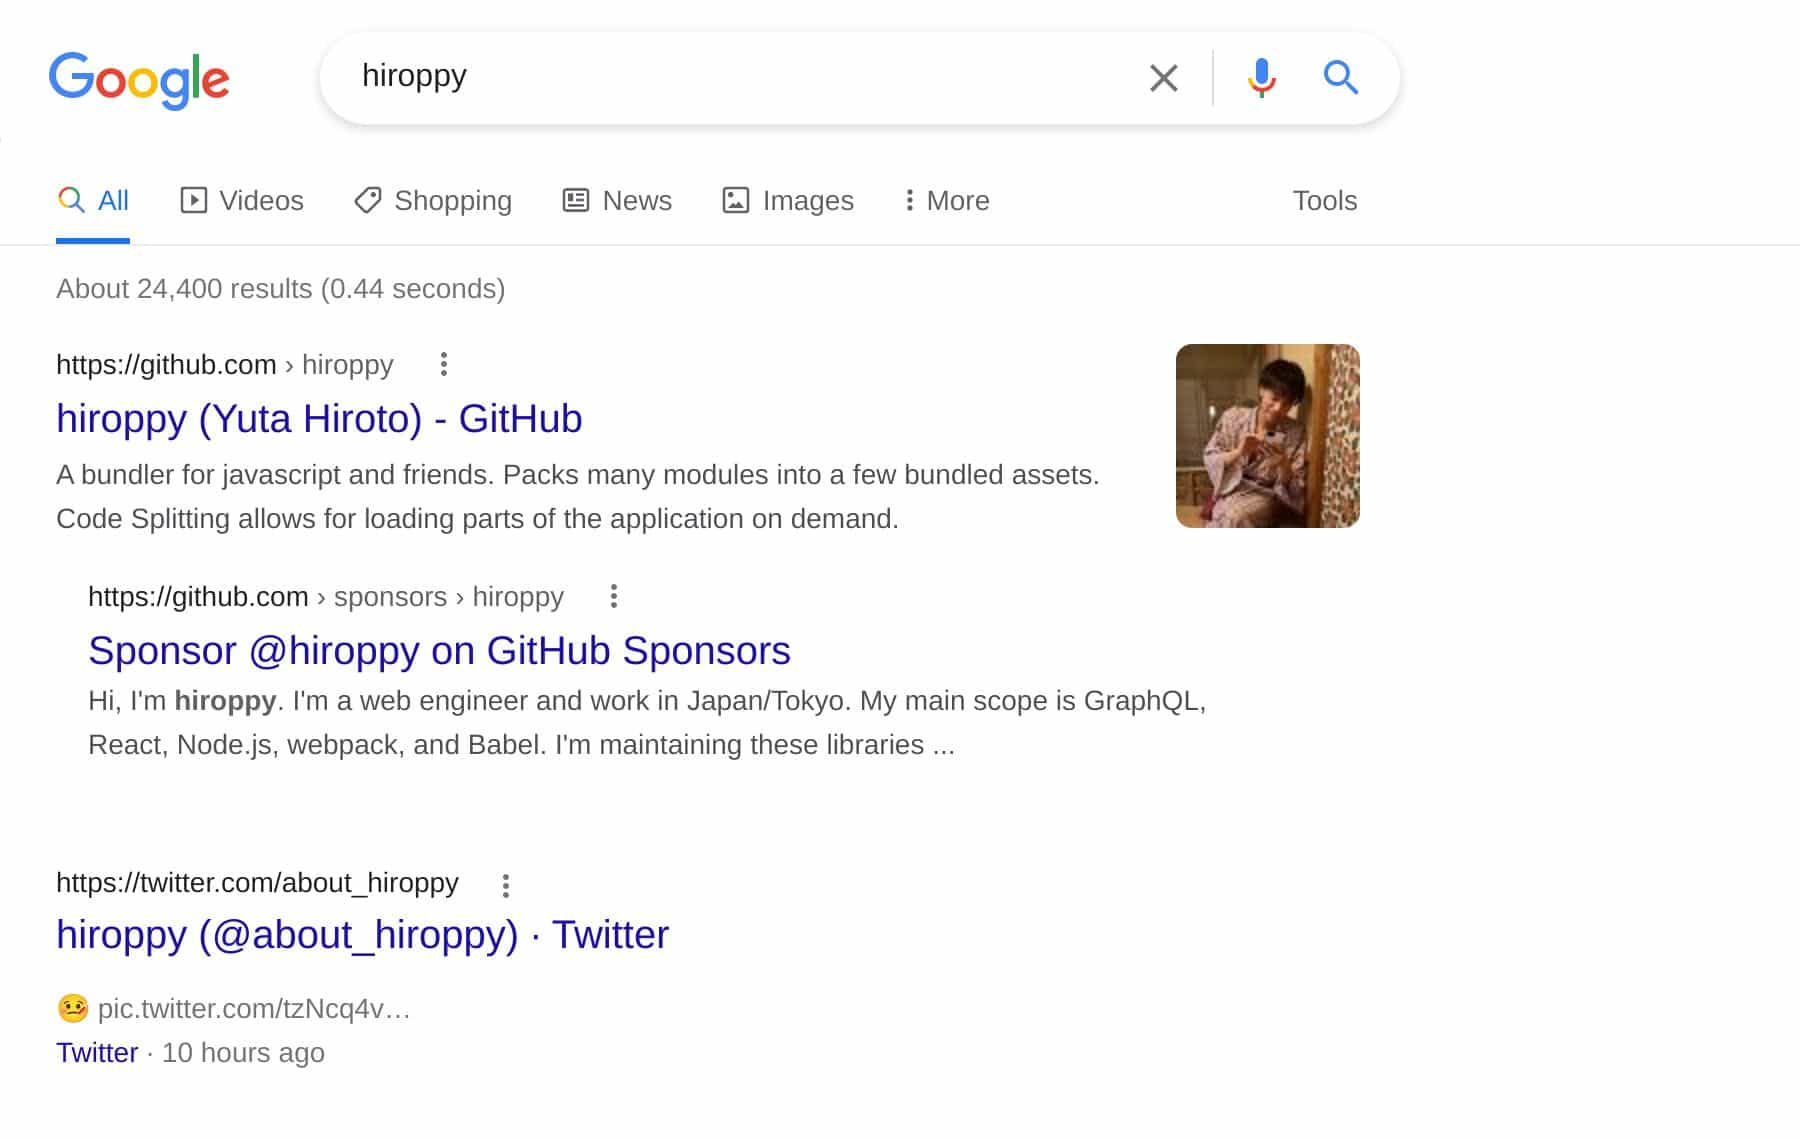 Google
hiroppy
All Videos Shopping News Images More Tools
About 24,400 results (0.44 seconds)
https://github.com › hiroppy
hiroppy (Yuta Hiroto) - GitHub
A bundler for javascript and friends. Packs many modules into a few bundled assets.
Code Splitting allows for loading parts of the application on demand.
https://github.com › sponsors › hiroppy
Sponsor @hiroppy on GitHub Sponsors
Hi, I'm hiroppy. I'm a web engineer and work in Japan/Tokyo. My main scope is GraphQL,
React, Node.js, webpack, and Babel. I'm maintaining these libraries ...
https://twitter.com/about_hiroppy
hiroppy (@about_hiroppy) · Twitter
🤒 pic.twitter.com/tzNcq4v…
Twitter · 10 hours ago